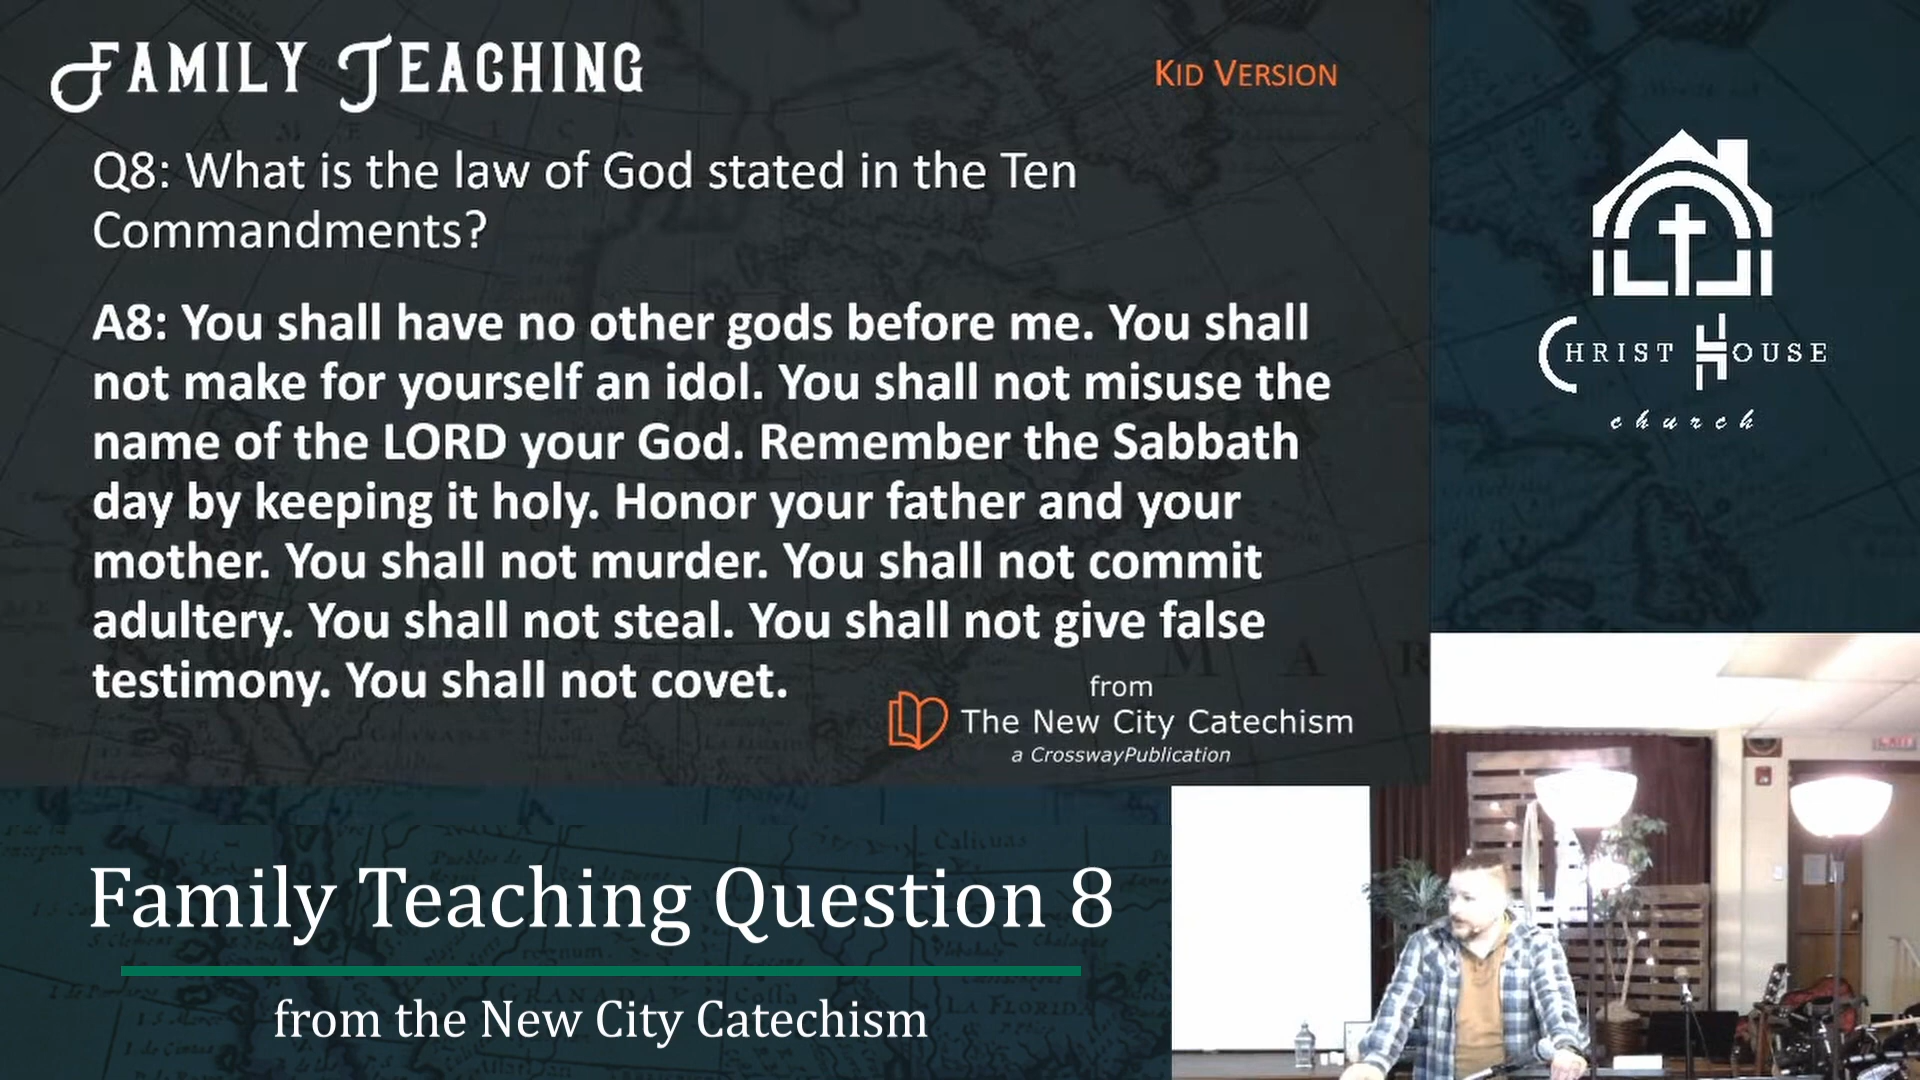 FAMILY TEACHING
KID VERSION
Q8: What is the law of God stated in the Ten
Commandments?
A8: You shall have no other gods before me. You shall
not make for yourself an idol. You shall not misuse the
name of the LORD your God. Remember the Sabbath
day by keeping it holy. Honor your father and your
mother. You shall not murder. You shall not commit
adultery. You shall not steal. You shall not give false
testimony. You shall not covet.
from
The New City Catechism
a CrosswayPublication
CHRIST HOUSE
church
Family Teaching Question 8
from the New City Catechism